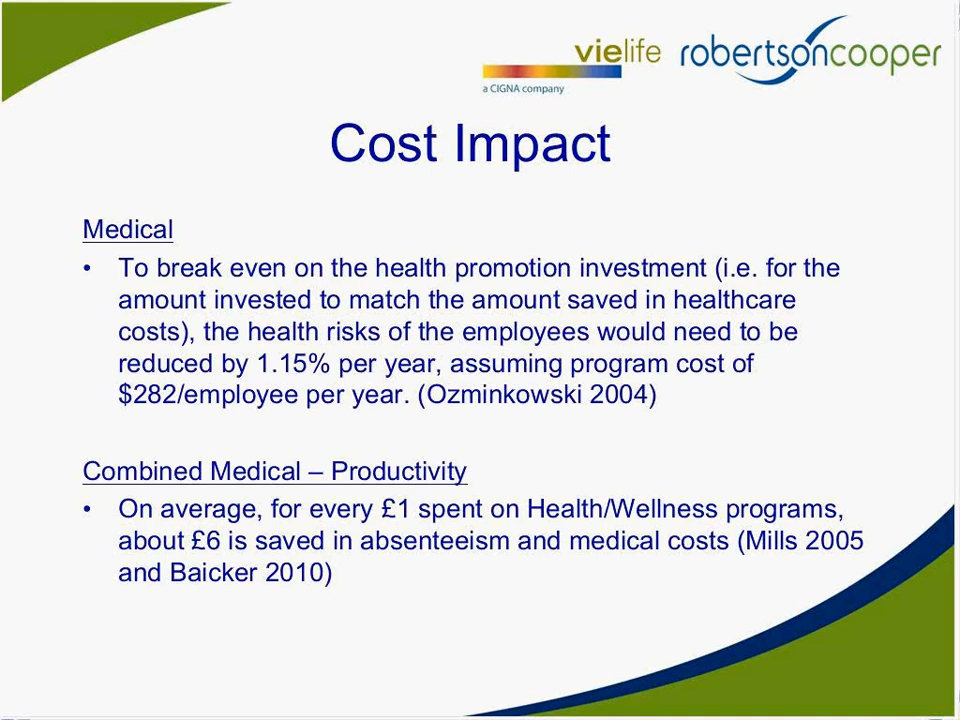 vielife
a CIGNA company
robertsoncooper
Cost Impact
Medical
• To break even on the health promotion investment (i.e. for the
amount invested to match the amount saved in healthcare
costs), the health risks of the employees would need to be
reduced by 1.15% per year, assuming program cost of
$282/employee per year. (Ozminkowski 2004)
Combined Medical – Productivity
• On average, for every £1 spent on Health/Wellness programs,
about £6 is saved in absenteeism and medical costs (Mills 2005
and Baicker 2010)